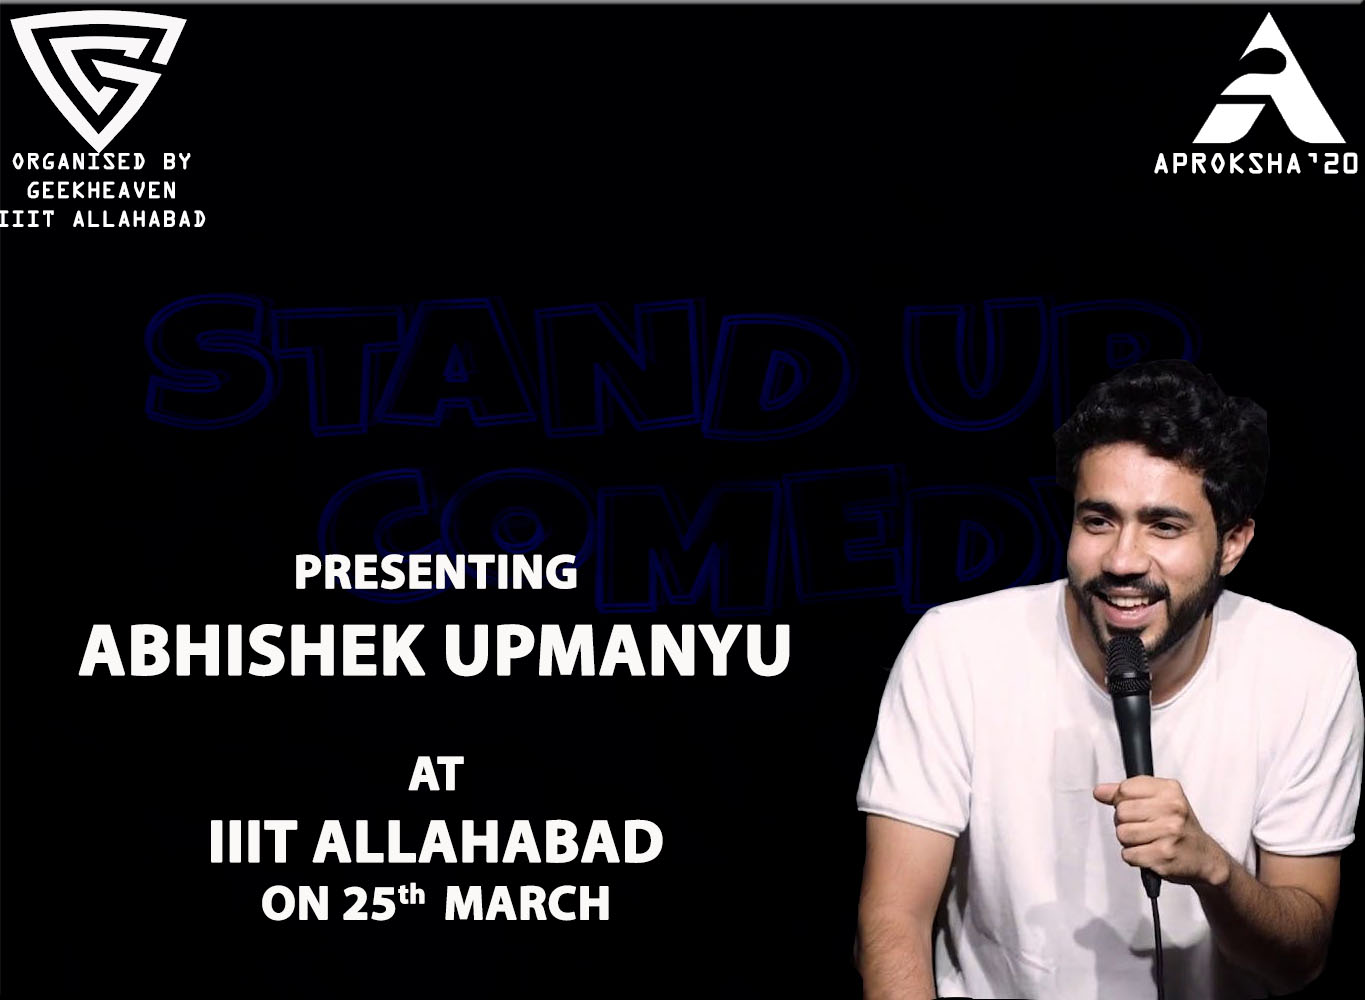 ORGANISED BY
GEEKHEAVEN
IIIT ALLAHABAD
APROKSHA'20
STAND UP
COMEDY
PRESENTING
ABHISHEK UPMANYU
AT
IIIT ALLAHABAD
ON 25th MARCH